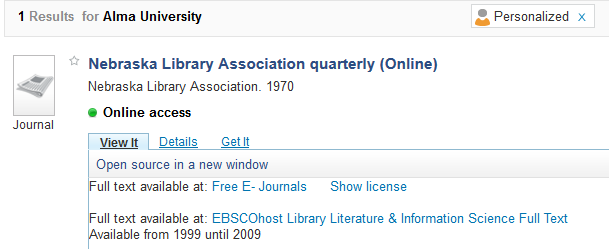 1 Results for Alma University
Personalized x
Nebraska Library Association quarterly (Online)
Nebraska Library Association. 1970
Online access
Journal
View It Details Get It
Open source in a new window
Full text available at: Free E- Journals Show license
Full text available at: EBSCOhost Library Literature & Information Science Full Text
Available from 1999 until 2009